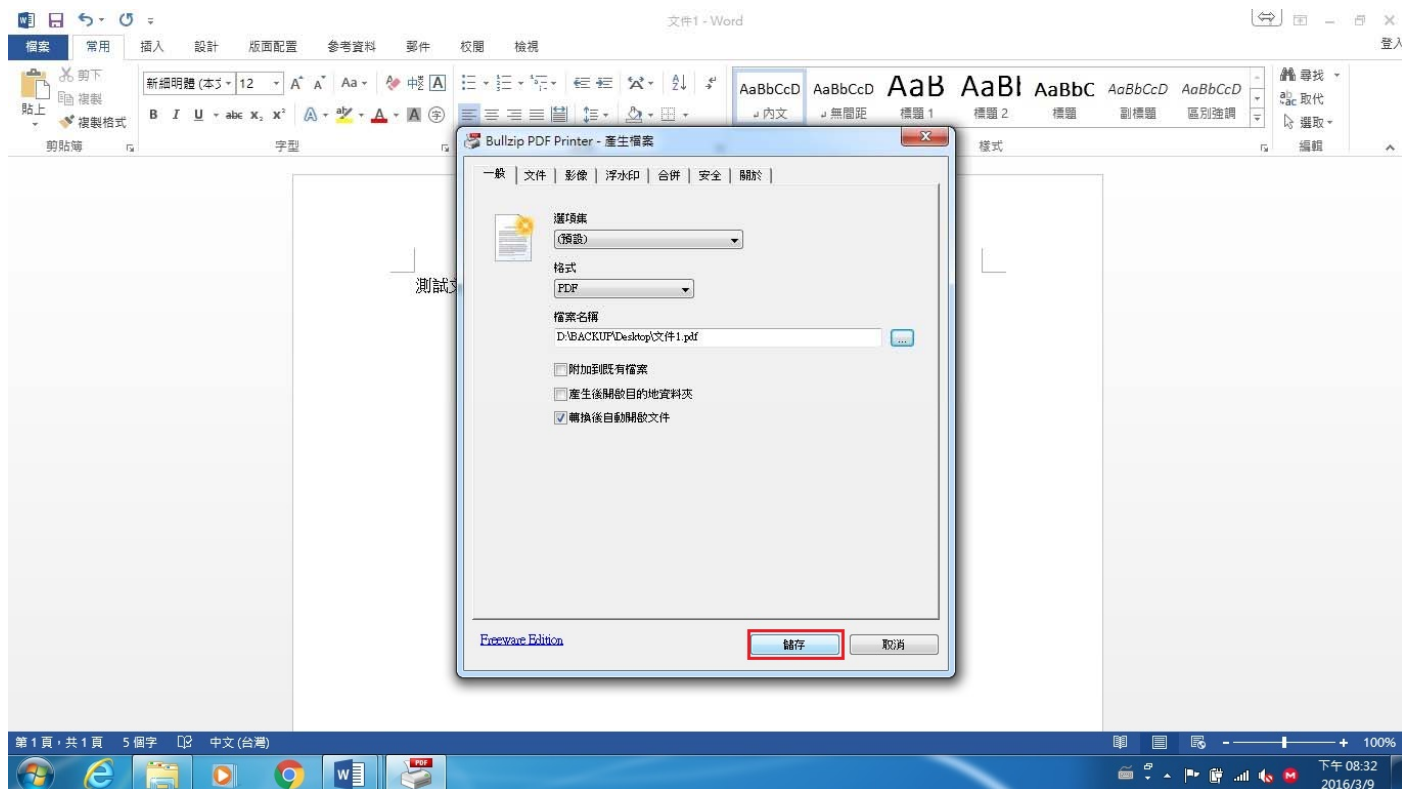 文件1 - Word
檔案 常用 插入 設計 版面配置 參考資料 郵件 校閱 檢視 登入
剪下
複製
貼上
複製格式
新細明體 (本文 12
AaBbCcD AaBbCcD AaB AaBb AaBbC AaBbCcD AaBbCcD
內文 無間距 標題 1 標題 2 標題 副標題 區別強調
尋找
取代
選取
剪貼簿 字型 樣式 編輯
Bullzip PDF Printer - 產生檔案
一般 文件 影像 浮水印 合併 安全 關於
選項集
(預設)
格式
PDF
檔案名稱
D:\BACKUP\Desktop\文件1.pdf
...
附加到既有檔案
產生後開啟目的地資料夾
轉換後自動開啟文件
測試文
Freeware Edition
儲存 取消
第 1 頁，共 1 頁 5 個字 中文 (台灣) 100%
下午 08:32
2016/3/9